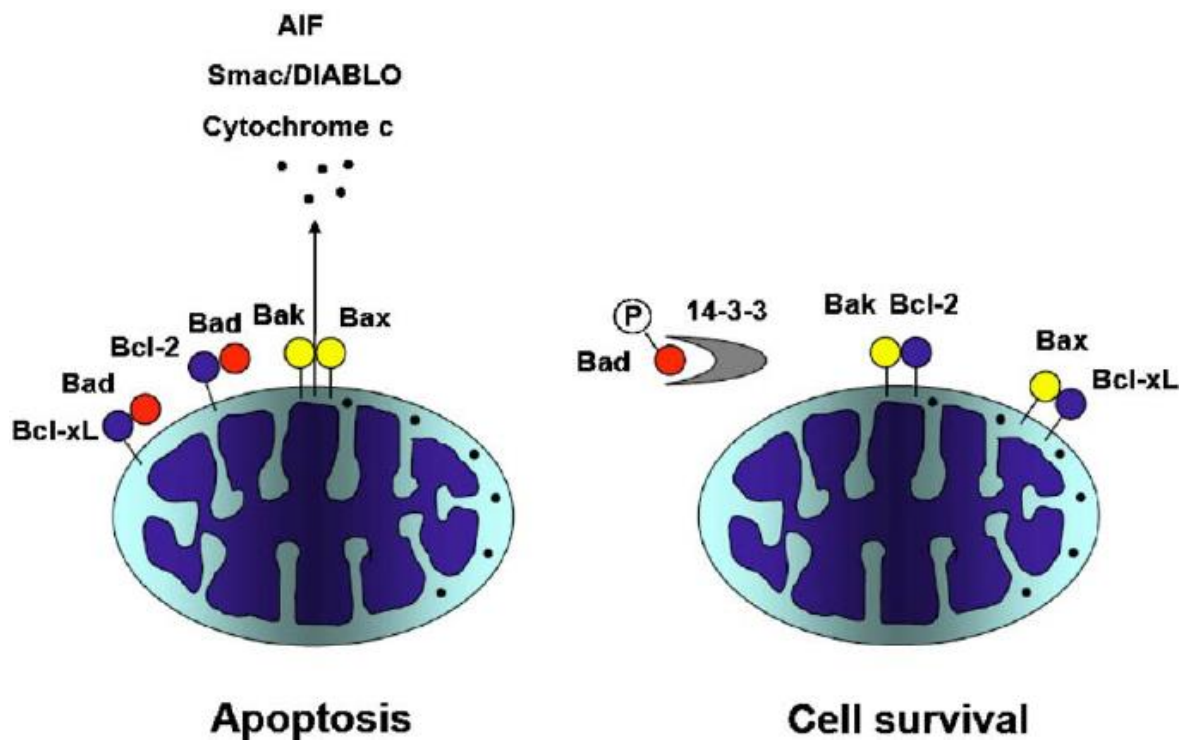 AIF
Smac/DIABLO
Cytochrome c
Bak
Bax
Bad
Bcl-2
Bad
Bcl-xL
Apoptosis
P
14-3-3
Bad
Bak Bcl-2
Bax
Bcl-xL
Cell survival